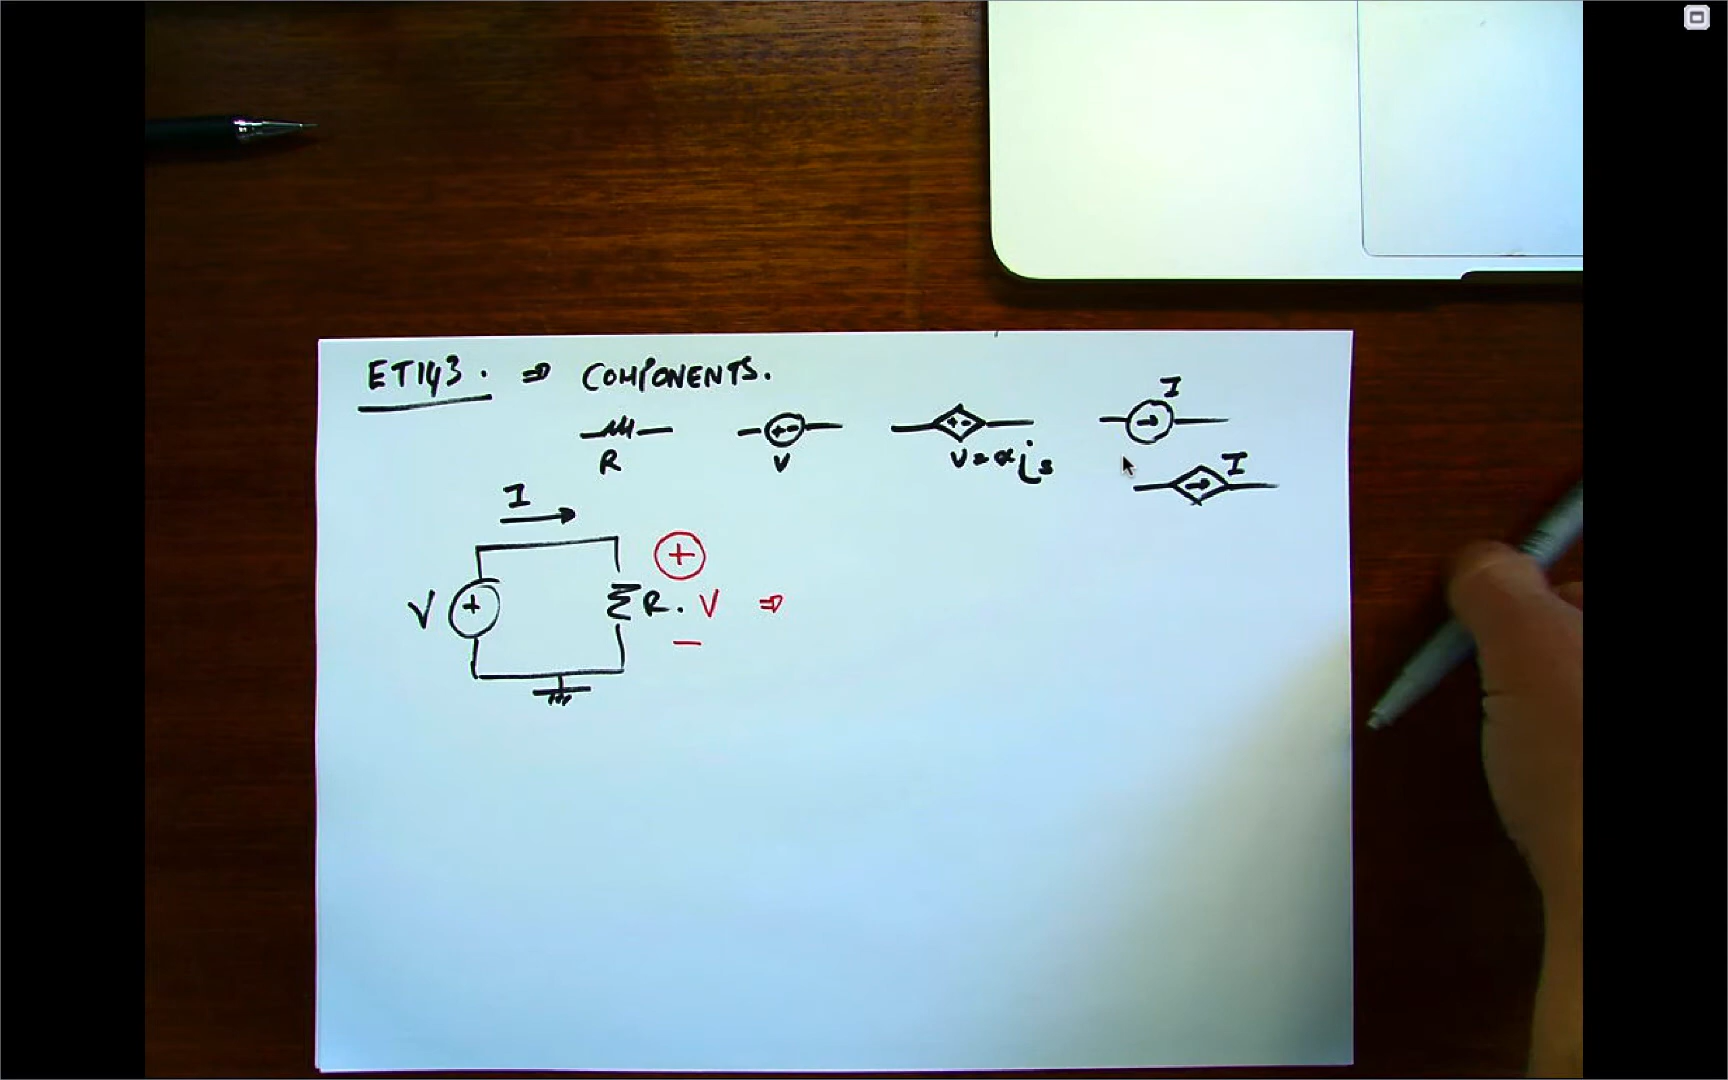 ET143. ⇒ COMPONENTS.
R V V = αis I
I
I
V + R. V ⇒
+
−